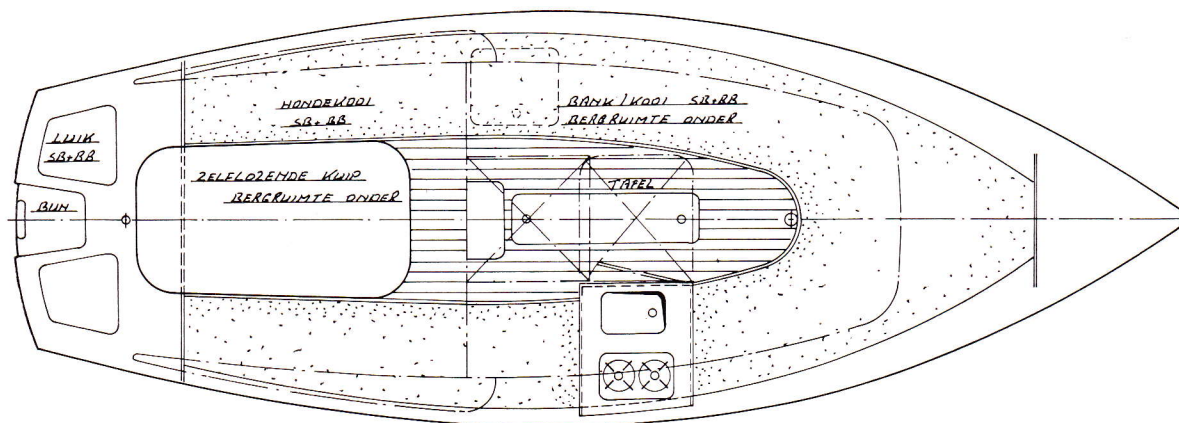 LUIK
SB+BB
BUN
HONDEKOOI
SB+BB
ZELFLOZENDE KUIP
BERGRUIMTE ONDER
BANK/KOOI SB+BB
BERGRUIMTE ONDER
TAFEL